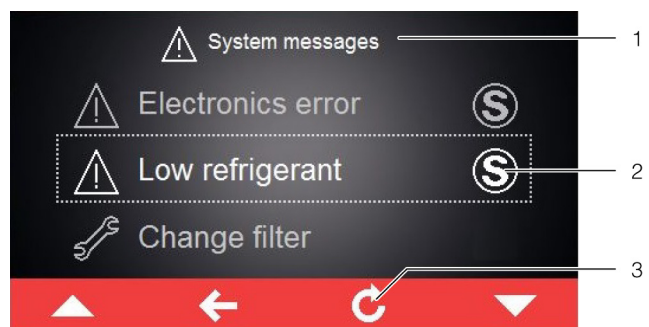 System messages
1
Electronics error S
Low refrigerant S
2
Change filter
3